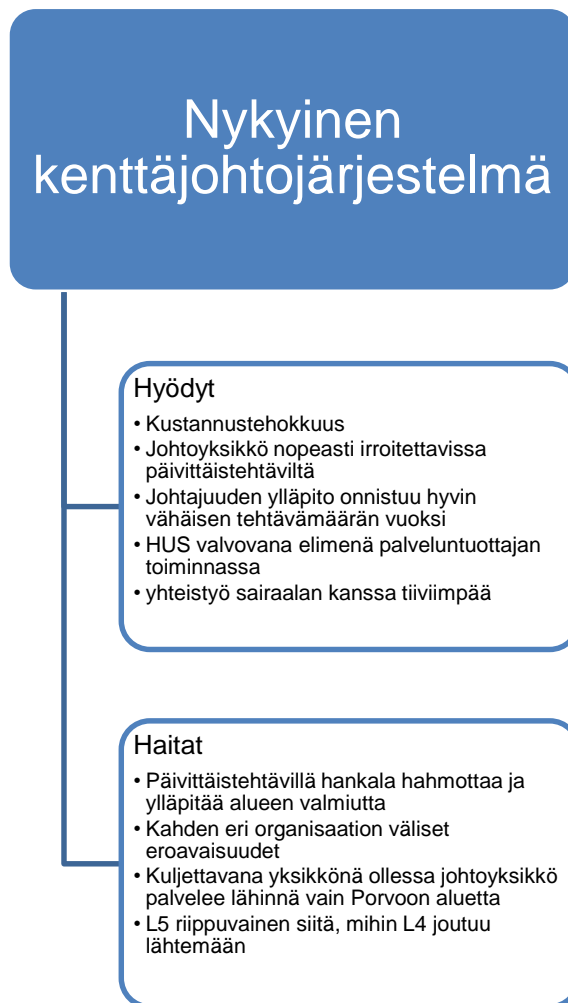 Nykyinen
kenttäjohtojärjestelmä
Hyödyt
• Kustannustehokkuus
• Johtoyksikkö nopeasti irroitettavissa
päivittäistehtäviltä
• Johtajuuden ylläpito onnistuu hyvin
vähäisen tehtävämäärän vuoksi
• HUS valvovana elimenä palveluntuottajan
toiminnassa
• yhteistyö sairaalan kanssa tiiviimpää
Haitat
• Päivittäistehtävillä hankala hahmottaa ja
ylläpitää alueen valmiutta
• Kahden eri organisaation väliset
eroavaisuudet
• Kuljettavana yksikkönä ollessa johtoyksikkö
palvelee lähinnä vain Porvoon aluetta
• L5 riippuvainen siitä, mihin L4 joutuu
lähtemään